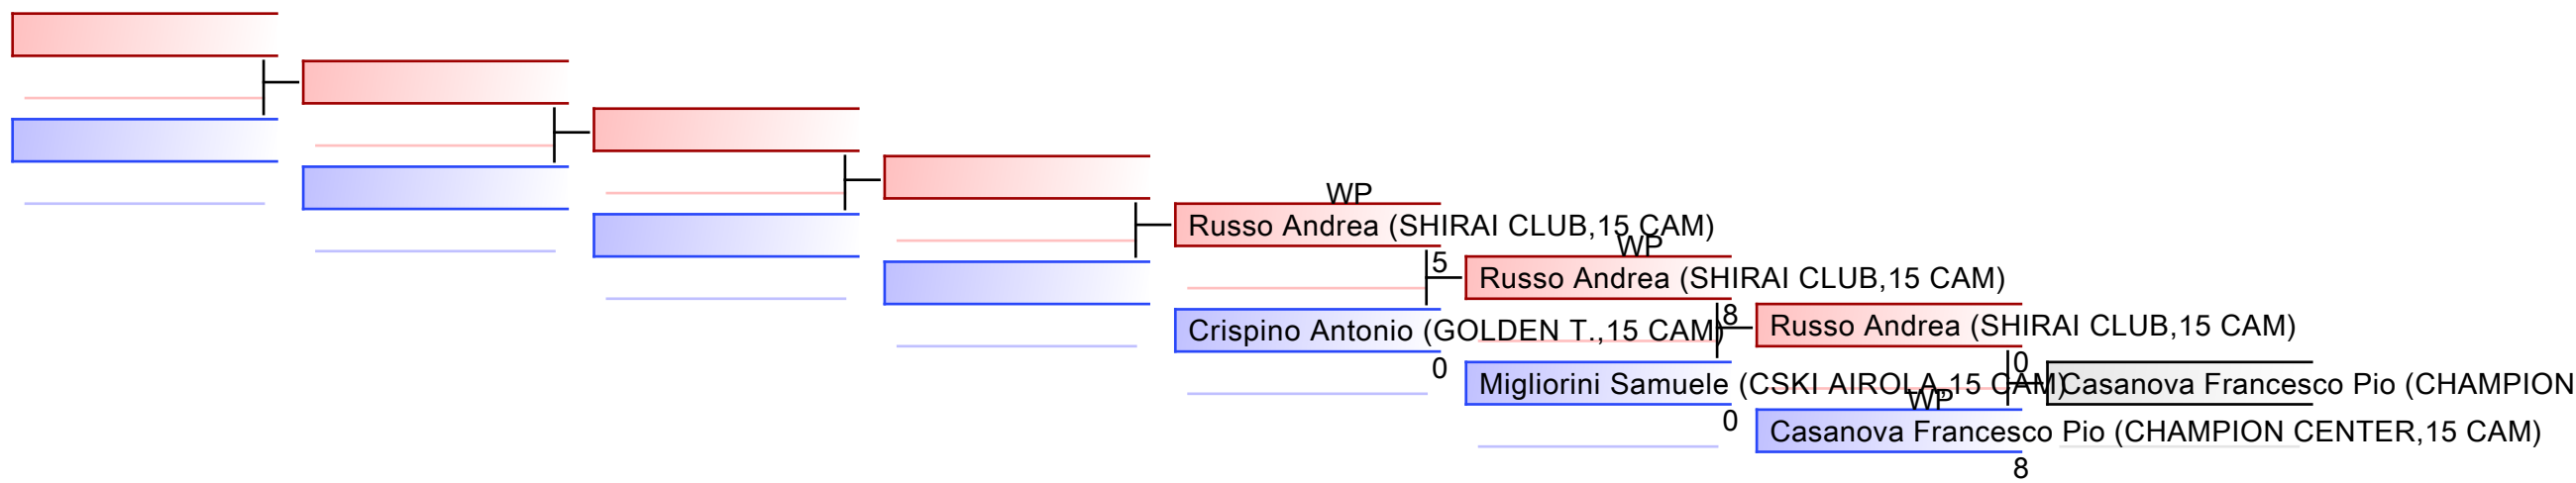 WP
Russo Andrea (SHIRAI CLUB,15 CAM)
5
Crispino Antonio (GOLDEN T.,15 CAM)
0
WP
Russo Andrea (SHIRAI CLUB,15 CAM)
8
Migliorini Samuele (CSKI AIROLA,15 CAM)
0
Russo Andrea (SHIRAI CLUB,15 CAM)
0
WP
Casanova Francesco Pio (CHAMPION CENTER,15 CAM)
8
Casanova Francesco Pio (CHAMPION